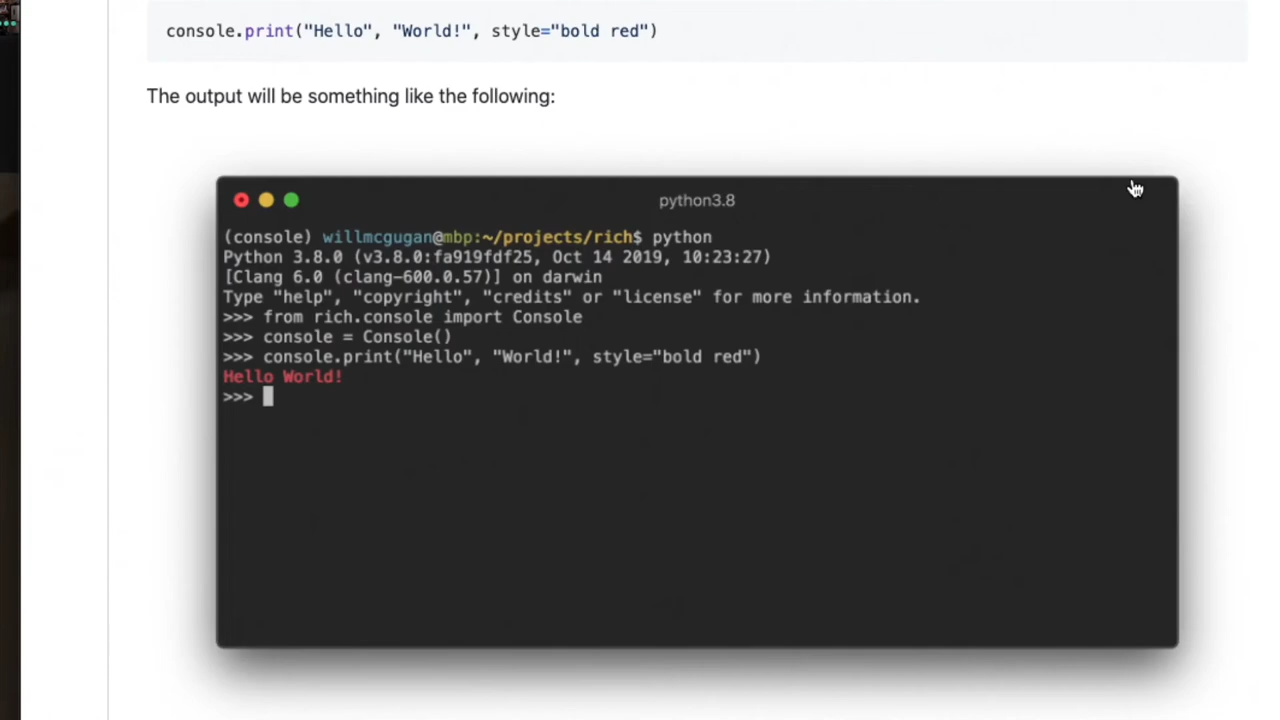 console.print("Hello", "World!", style="bold red")
The output will be something like the following:
python3.8
(console) willmcgugan@mbp:~/projects/rich$ python
Python 3.8.0 (v3.8.0:fa919fdf25, Oct 14 2019, 10:23:27)
[Clang 6.0 (clang-600.0.57)] on darwin
Type "help", "copyright", "credits" or "license" for more information.
>>> from rich.console import Console
>>> console = Console()
>>> console.print("Hello", "World!", style="bold red")
Hello World!
>>>